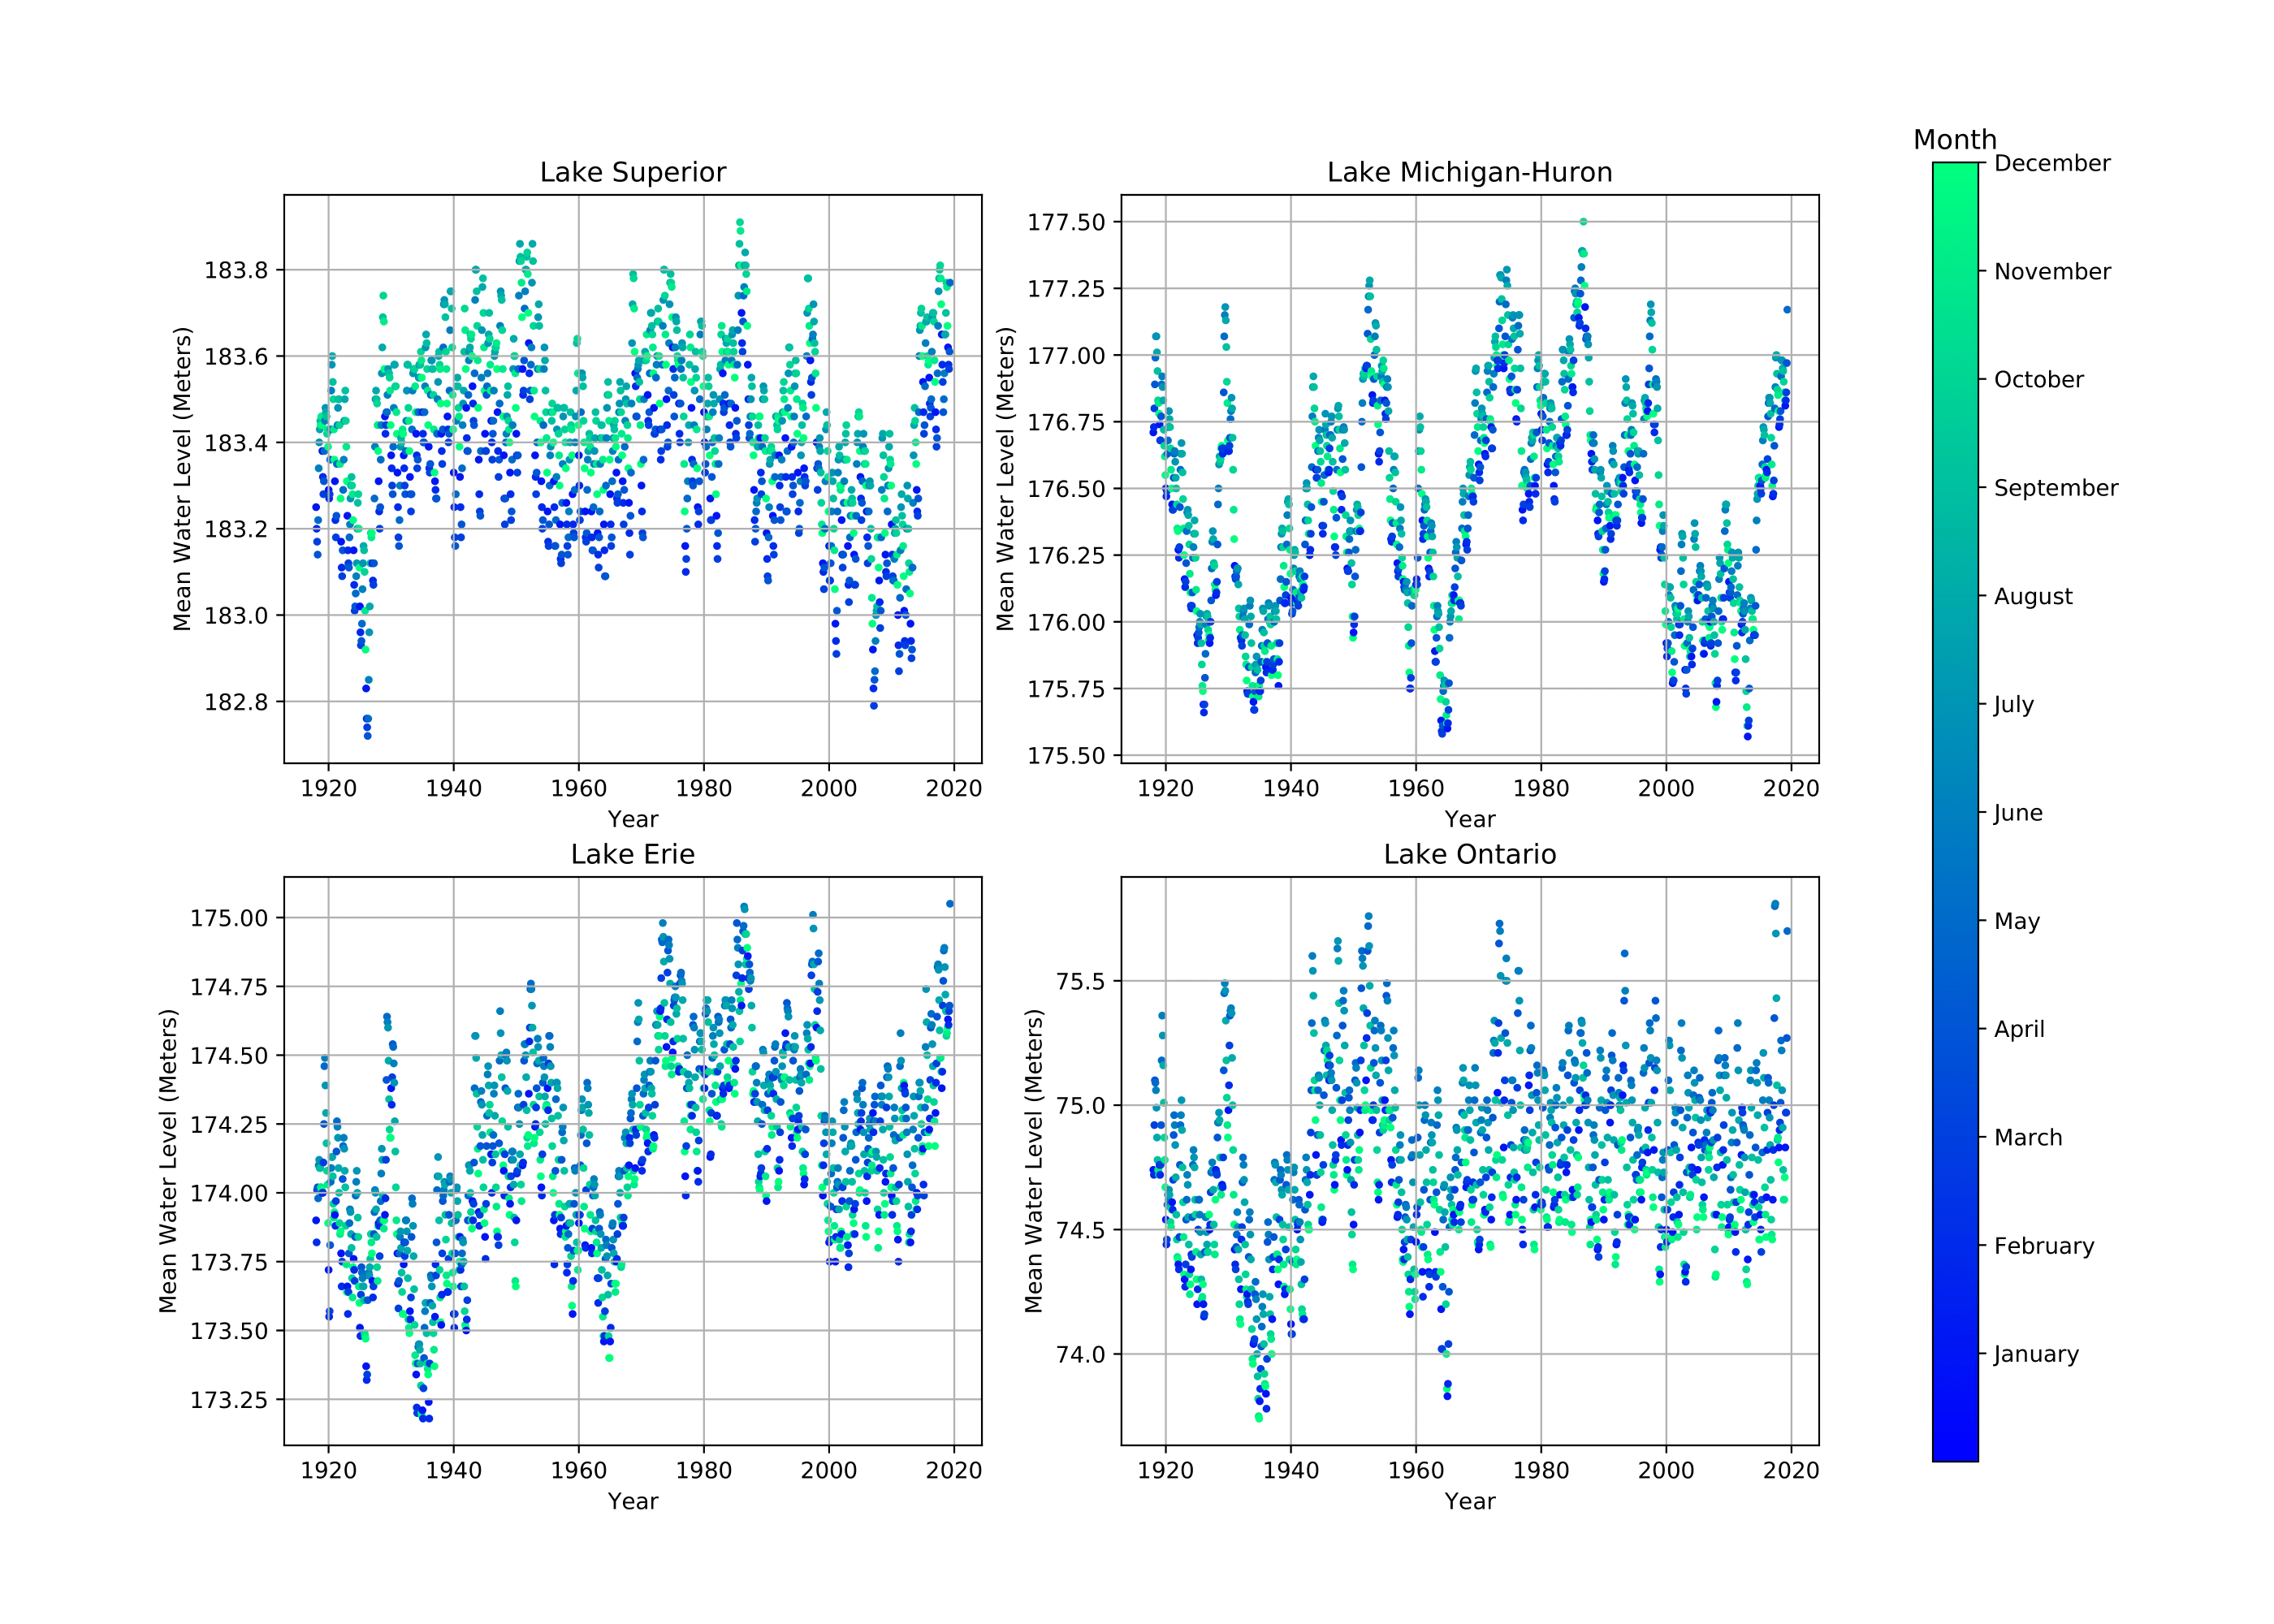 Month
Lake Superior
Mean Water Level (Meters)
183.8
183.6
183.4
183.2
183.0
182.8
1920 1940 1960 1980 2000 2020
Year
Lake Michigan-Huron
Mean Water Level (Meters)
177.50
177.25
177.00
176.75
176.50
176.25
176.00
175.75
175.50
1920 1940 1960 1980 2000 2020
Year
Lake Erie
Mean Water Level (Meters)
175.00
174.75
174.50
174.25
174.00
173.75
173.50
173.25
1920 1940 1960 1980 2000 2020
Year
Lake Ontario
Mean Water Level (Meters)
75.5
75.0
74.5
74.0
1920 1940 1960 1980 2000 2020
Year
December
November
October
September
August
July
June
May
April
March
February
January